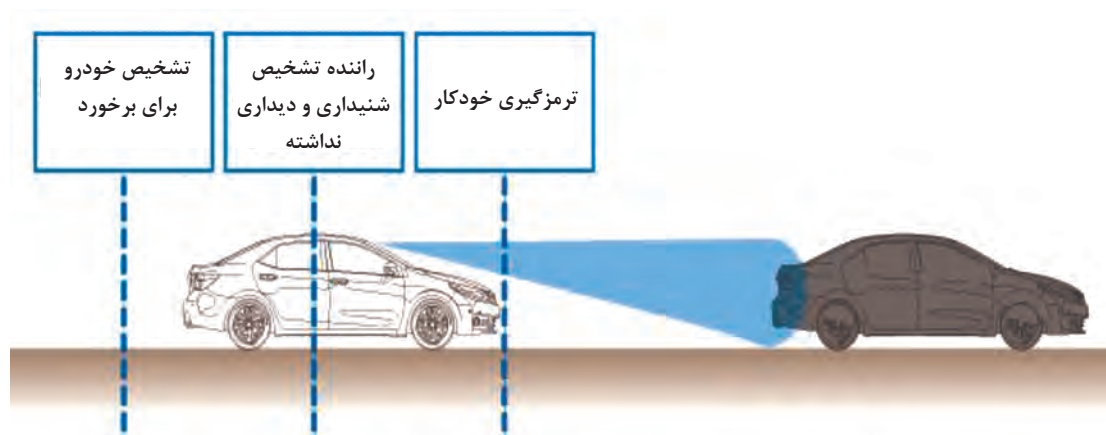 ترمزگیری خودکار
راننده تشخیص
شنیداری و دیداری
نداشته
تشخیص خودرو
برای برخورد